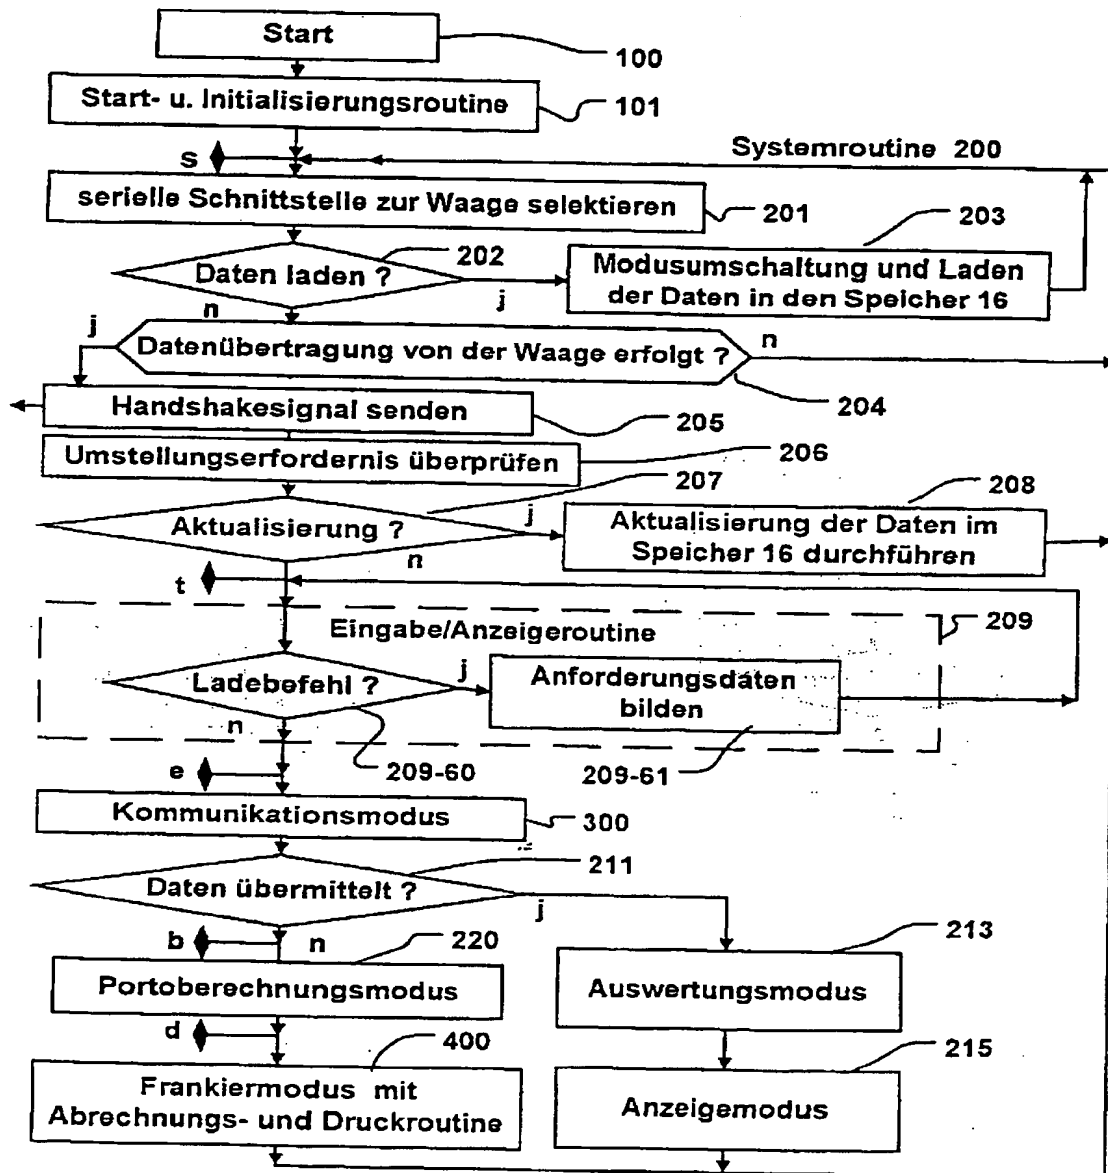 Start
100
Start- u. Initialisierungsroutine
101
s
Systemroutine 200
serielle Schnittstelle zur Waage selektieren
201
203
202
Daten laden ?
Modusumschaltung und Laden
der Daten in den Speicher 16
n
j
j
Datenübertragung von der Waage erfolgt ?
n
204
Handshakesignal senden
205
Umstellungserfordernis überprüfen
206
207
208
Aktualisierung ?
j
Aktualisierung der Daten im
Speicher 16 durchführen
n
t
Eingabe/Anzeigeroutine
209
Ladebefehl ?
j
Anforderungsdaten
bilden
n
209-60
209-61
e
Kommunikationsmodus
300
211
Daten übermittelt ?
j
b
n
220
213
Portoberechnungsmodus
Auswertungsmodus
d
400
215
Frankiermodus mit
Abrechnungs- und Druckroutine
Anzeigemodus